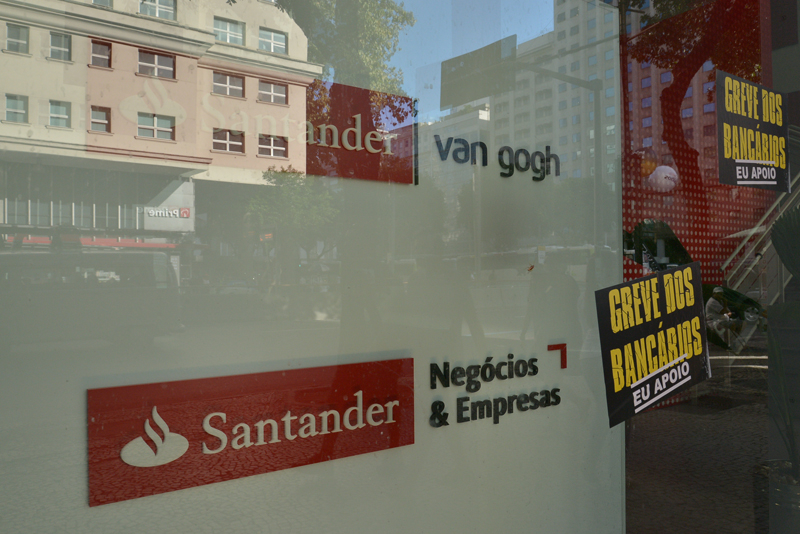 Santander
van gogh
GREVE DOS
BANCÁRIOS
EU APOIO
Prime
GREVE DOS
BANCÁRIOS
EU APOIO
Santander
Negócios
& Empresas